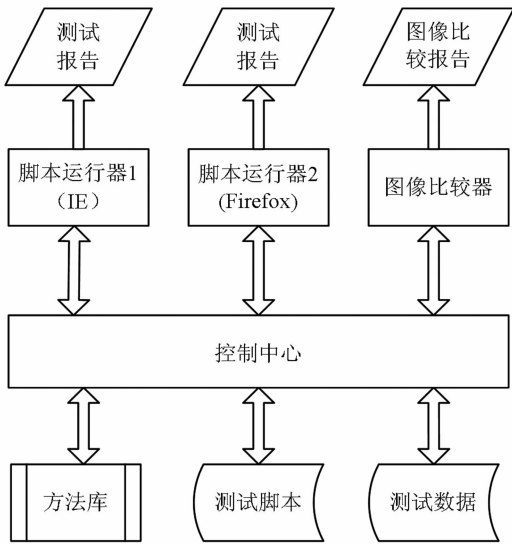 测试
报告
测试
报告
图像比
较报告
脚本运行器1
（IE）
脚本运行器2
(Firefox)
图像比较器
控制中心
方法库
测试脚本
测试数据